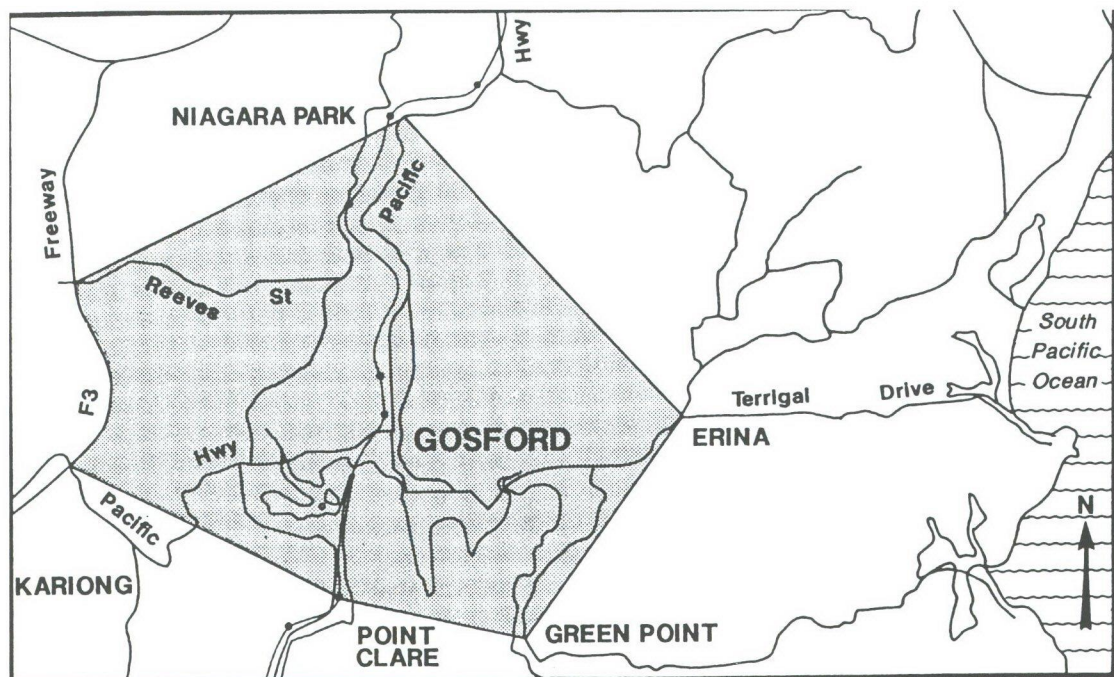 Hwy
NIAGARA PARK
Pacific
Freeway
Reeves
St
South
Pacific
Ocean
F3
Terrigal
Drive
GOSFORD
ERINA
Hwy
Pacific
N
KARIONG
GREEN POINT
POINT
CLARE